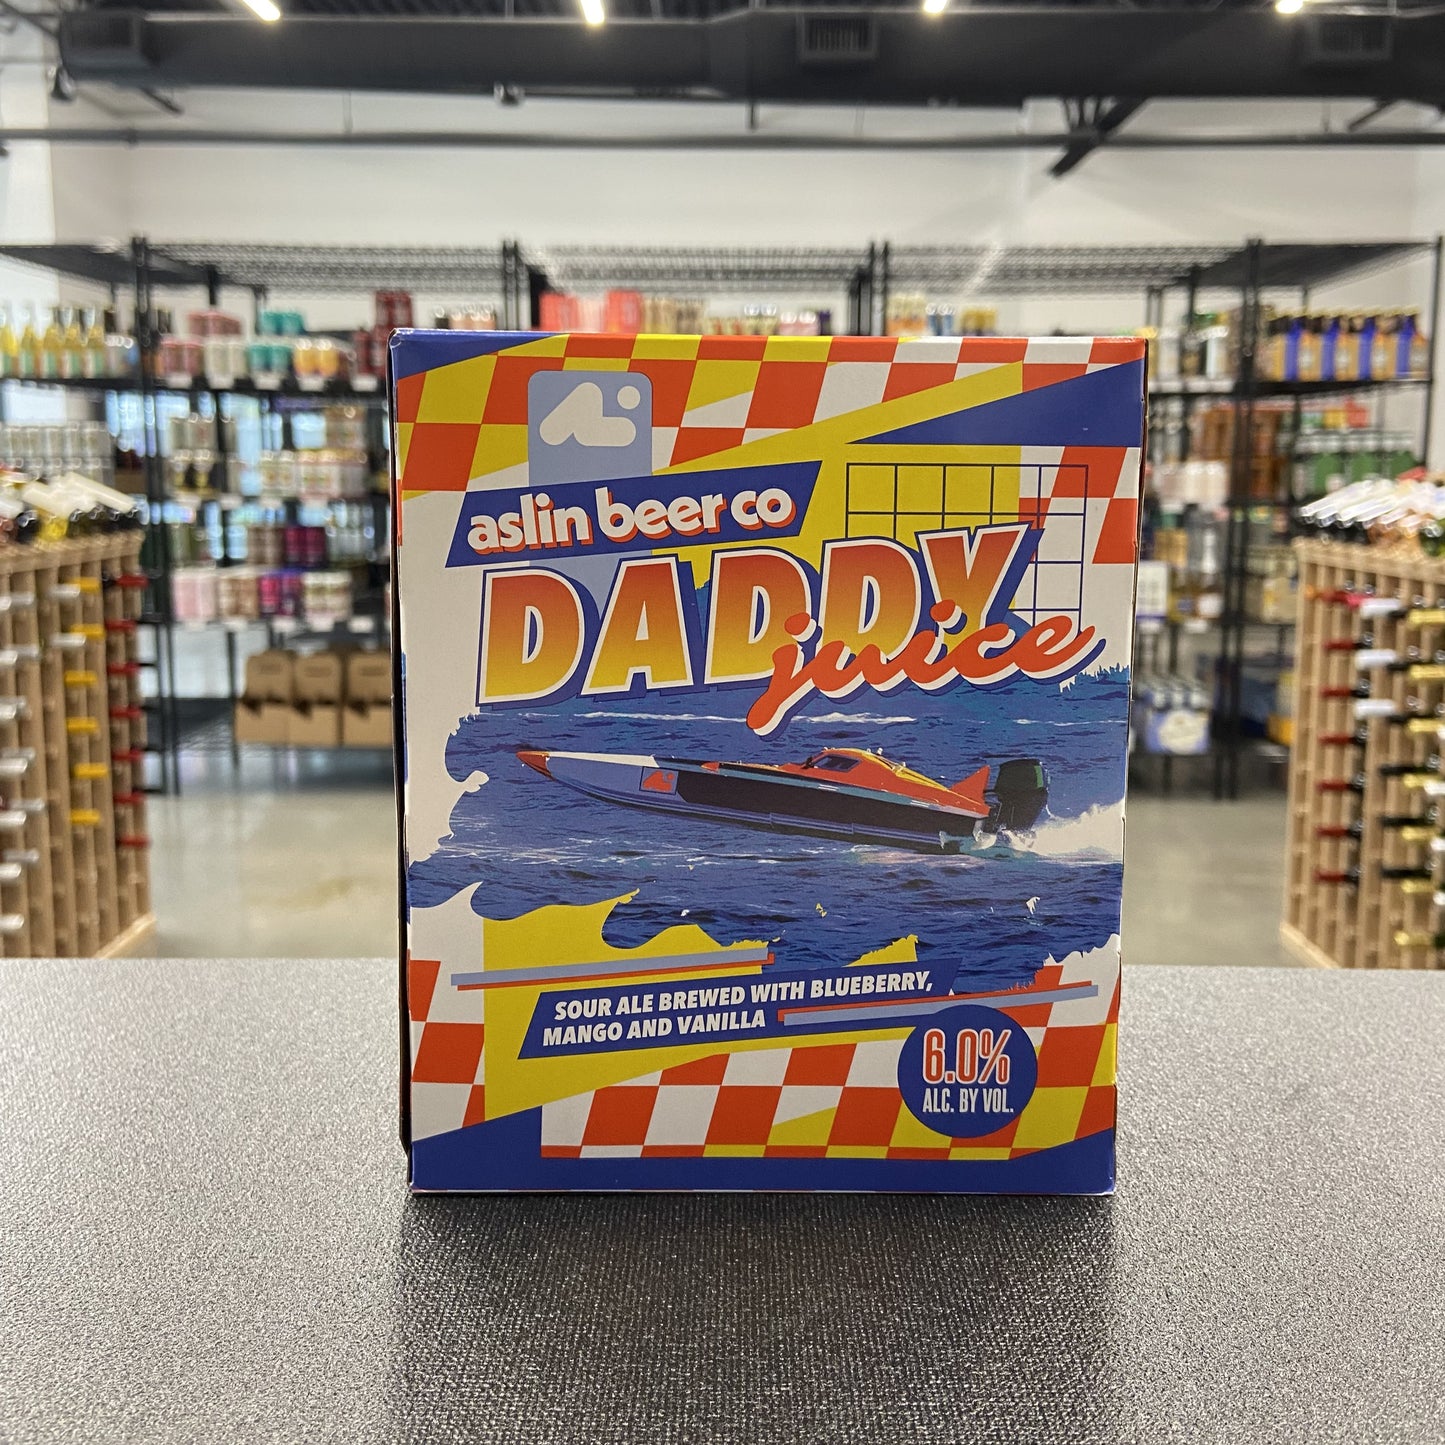 aslin beer co
DADDY
juice
SOUR ALE BREWED WITH BLUEBERRY,
MANGO AND VANILLA
6.0%
ALC. BY VOL.